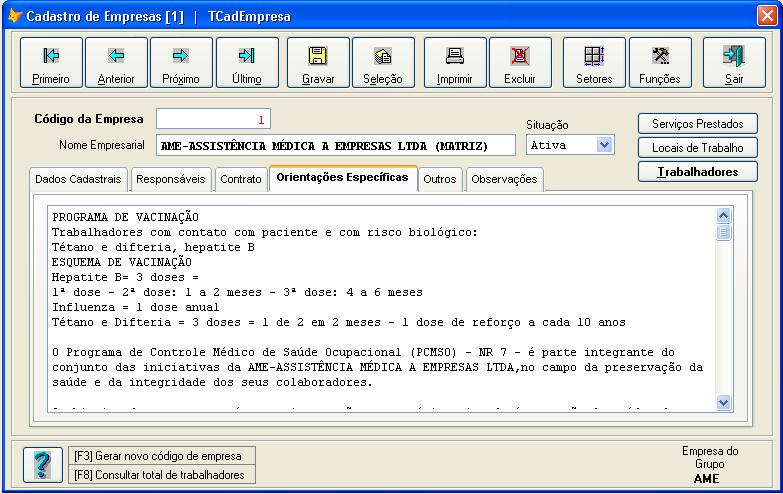 Cadastro de Empresas [1] | TCadEmpresa
Primeiro
Anterior
Próximo
Último
Gravar
Seleção
Imprimir
Excluir
Setores
Funções
Sair
Código da Empresa
1
Situação
Serviços Prestados
Nome Empresarial
AME-ASSISTÊNCIA MÉDICA A EMPRESAS LTDA (MATRIZ)
Ativa
Locais de Trabalho
Trabalhadores
Dados Cadastrais
Responsáveis
Contrato
Orientações Específicas
Outros
Observações
PROGRAMA DE VACINAÇÃO
Trabalhadores com contato com paciente e com risco biológico:
Tétano e difteria, hepatite B
ESQUEMA DE VACINAÇÃO
Hepatite B= 3 doses =
1ª dose - 2ª dose: 1 a 2 meses - 3ª dose: 4 a 6 meses
Influenza = 1 dose anual
Tétano e Difteria = 3 doses = 1 de 2 em 2 meses - 1 dose de reforço a cada 10 anos
O Programa de Controle Médico de Saúde Ocupacional (PCMSO) - NR 7 - é parte integrante do
conjunto das iniciativas da AME-ASSISTÊNCIA MÉDICA A EMPRESAS LTDA,no campo da preservação da
saúde e da integridade dos seus colaboradores.
[F3] Gerar novo código de empresa
[F8] Consultar total de trabalhadores
Empresa do
Grupo
AME